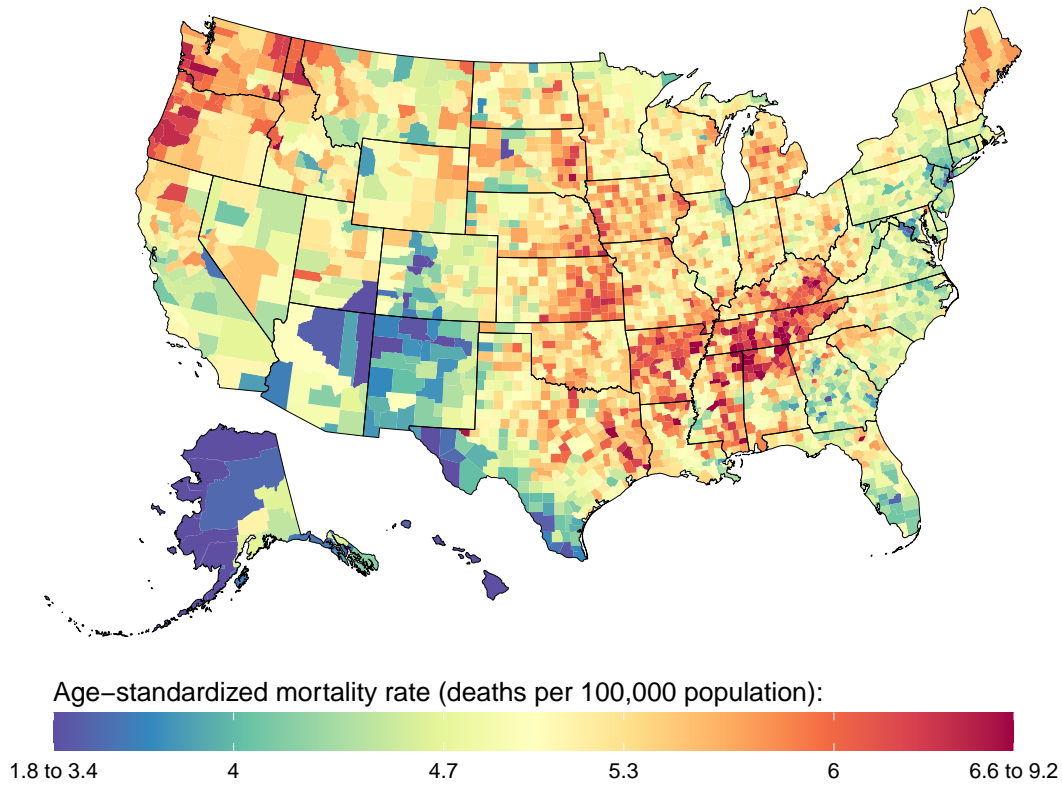 Age−standardized mortality rate (deaths per 100,000 population):
1.8 to 3.4 4 4.7 5.3 6 6.6 to 9.2